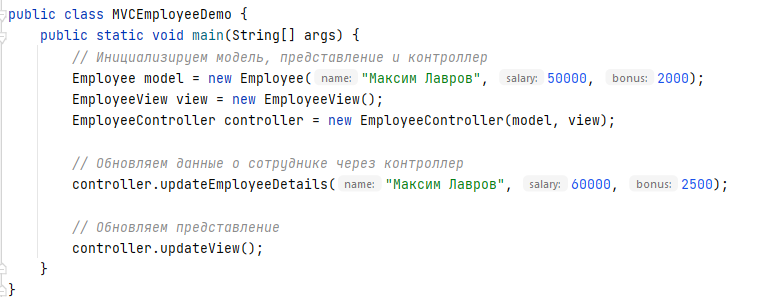 public class MVCEmployeeDemo {
    public static void main(String[] args) {
        // Инициализируем модель, представление и контроллер
        Employee model = new Employee( name: "Максим Лавров", salary: 50000, bonus: 2000);
        EmployeeView view = new EmployeeView();
        EmployeeController controller = new EmployeeController(model, view);

        // Обновляем данные о сотруднике через контроллер
        controller.updateEmployeeDetails( name: "Максим Лавров", salary: 60000, bonus: 2500);

        // Обновляем представление
        controller.updateView();
    }
}